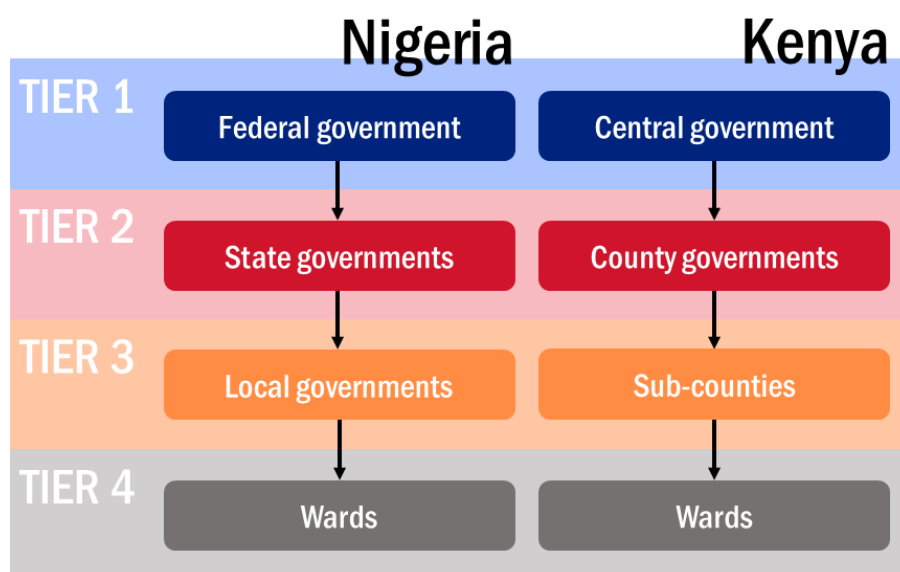 Nigeria Kenya
TIER 1
Federal government
Central government
TIER 2
State governments
County governments
TIER 3
Local governments
Sub-counties
TIER 4
Wards
Wards